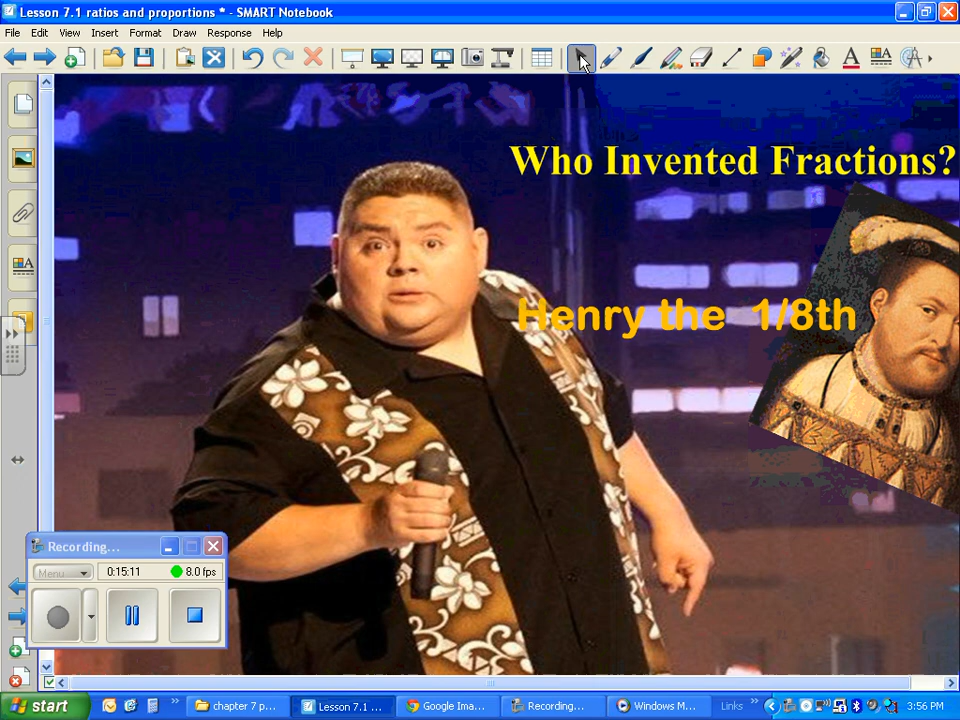 Lesson 7.1 ratios and proportions * - SMART Notebook
File Edit View Insert Format Draw Response Help
Who Invented Fractions?
Henry the 1/8th
Recording...
Menu 0:15:11 8.0 fps
start chapter 7 p... Lesson 7.1 ... Google Ima... Recording... Windows M... Links 3:56 PM